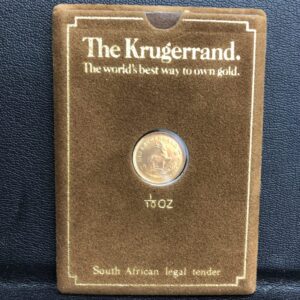 The Krugerrand.
The world's best way to own gold.
1/10 OZ
South African legal tender